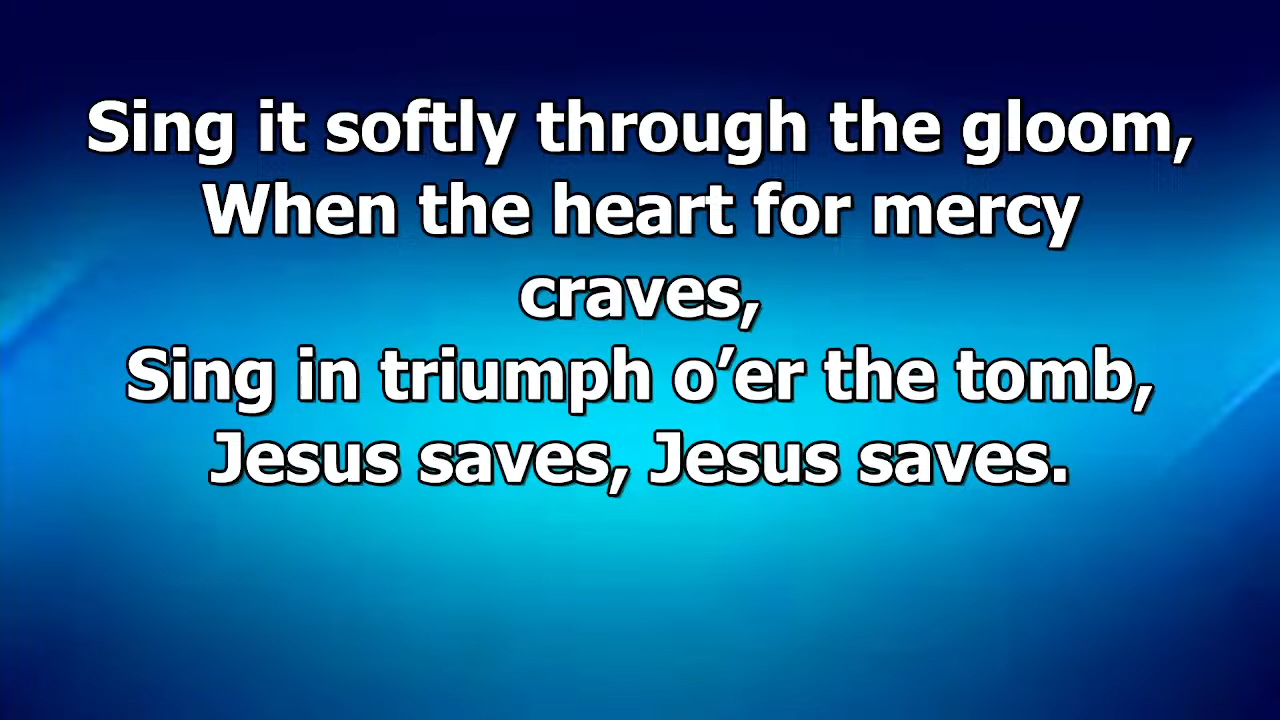 Sing it softly through the gloom,
When the heart for mercy
craves,
Sing in triumph o’er the tomb,
Jesus saves, Jesus saves.